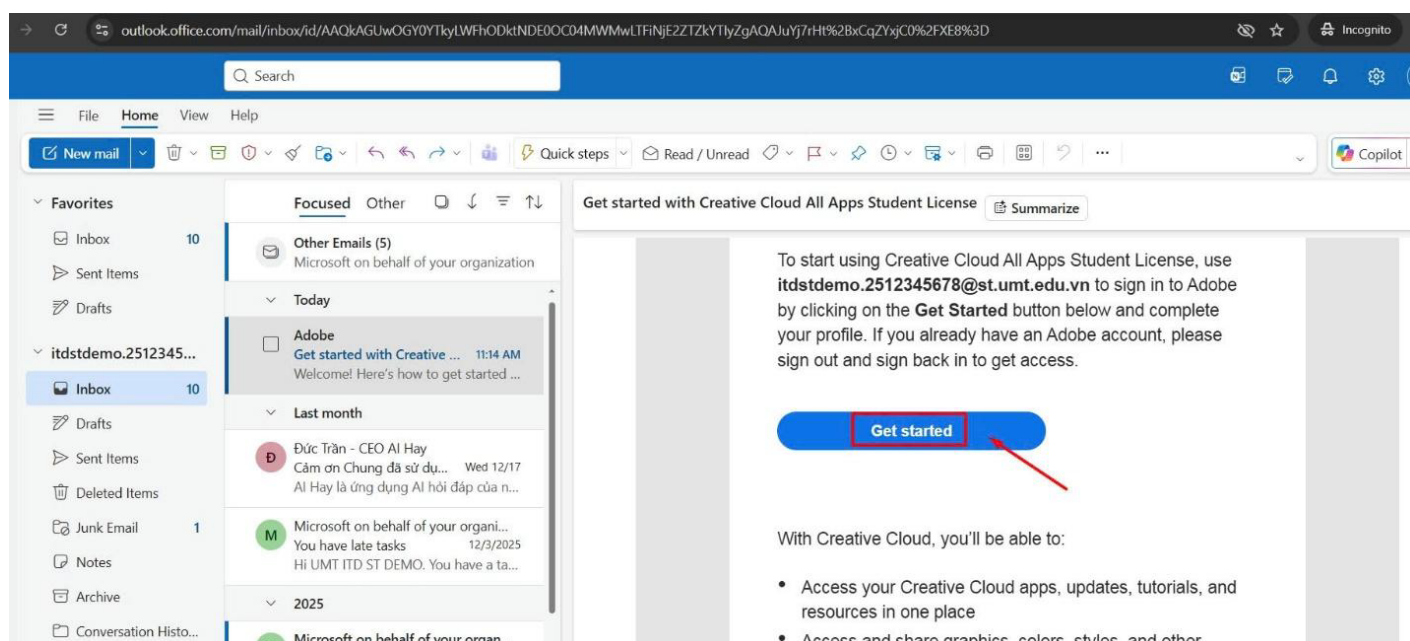 outlook.office.com/mail/inbox/id/AAQkAGUwOGY0YTkyLWFhODktNDE0OC04MWMwLTFiNjE2ZTZkYTIyZgAQAJuYj7rHt%2BxCqZYxjC0%2FXE8%3D
Incognito
Search
File Home View Help
New mail
Quick steps
Read / Unread
Copilot
Favorites
Inbox 10
Sent Items
Drafts
itdstdemo.2512345...
Inbox 10
Drafts
Sent Items
Deleted Items
Junk Email 1
Notes
Archive
Conversation Histo...
Focused Other
Other Emails (5)
Microsoft on behalf of your organization
Today
Adobe
Get started with Creative ... 11:14 AM
Welcome! Here's how to get started ...
Last month
Đ
Đức Trần - CEO AI Hay
Cảm ơn Chung đã sử dụ... Wed 12/17
AI Hay là ứng dụng AI hỏi đáp của n...
M
Microsoft on behalf of your organi...
You have late tasks 12/3/2025
Hi UMT ITD ST DEMO. You have a ta...
2025
Microsoft on behalf of your organ
Get started with Creative Cloud All Apps Student License
Summarize
To start using Creative Cloud All Apps Student License, use
itdstdemo.2512345678@st.umt.edu.vn to sign in to Adobe
by clicking on the Get Started button below and complete
your profile. If you already have an Adobe account, please
sign out and sign back in to get access.
Get started
With Creative Cloud, you'll be able to:
• Access your Creative Cloud apps, updates, tutorials, and
resources in one place
• Access and share graphics, colors, styles, and other